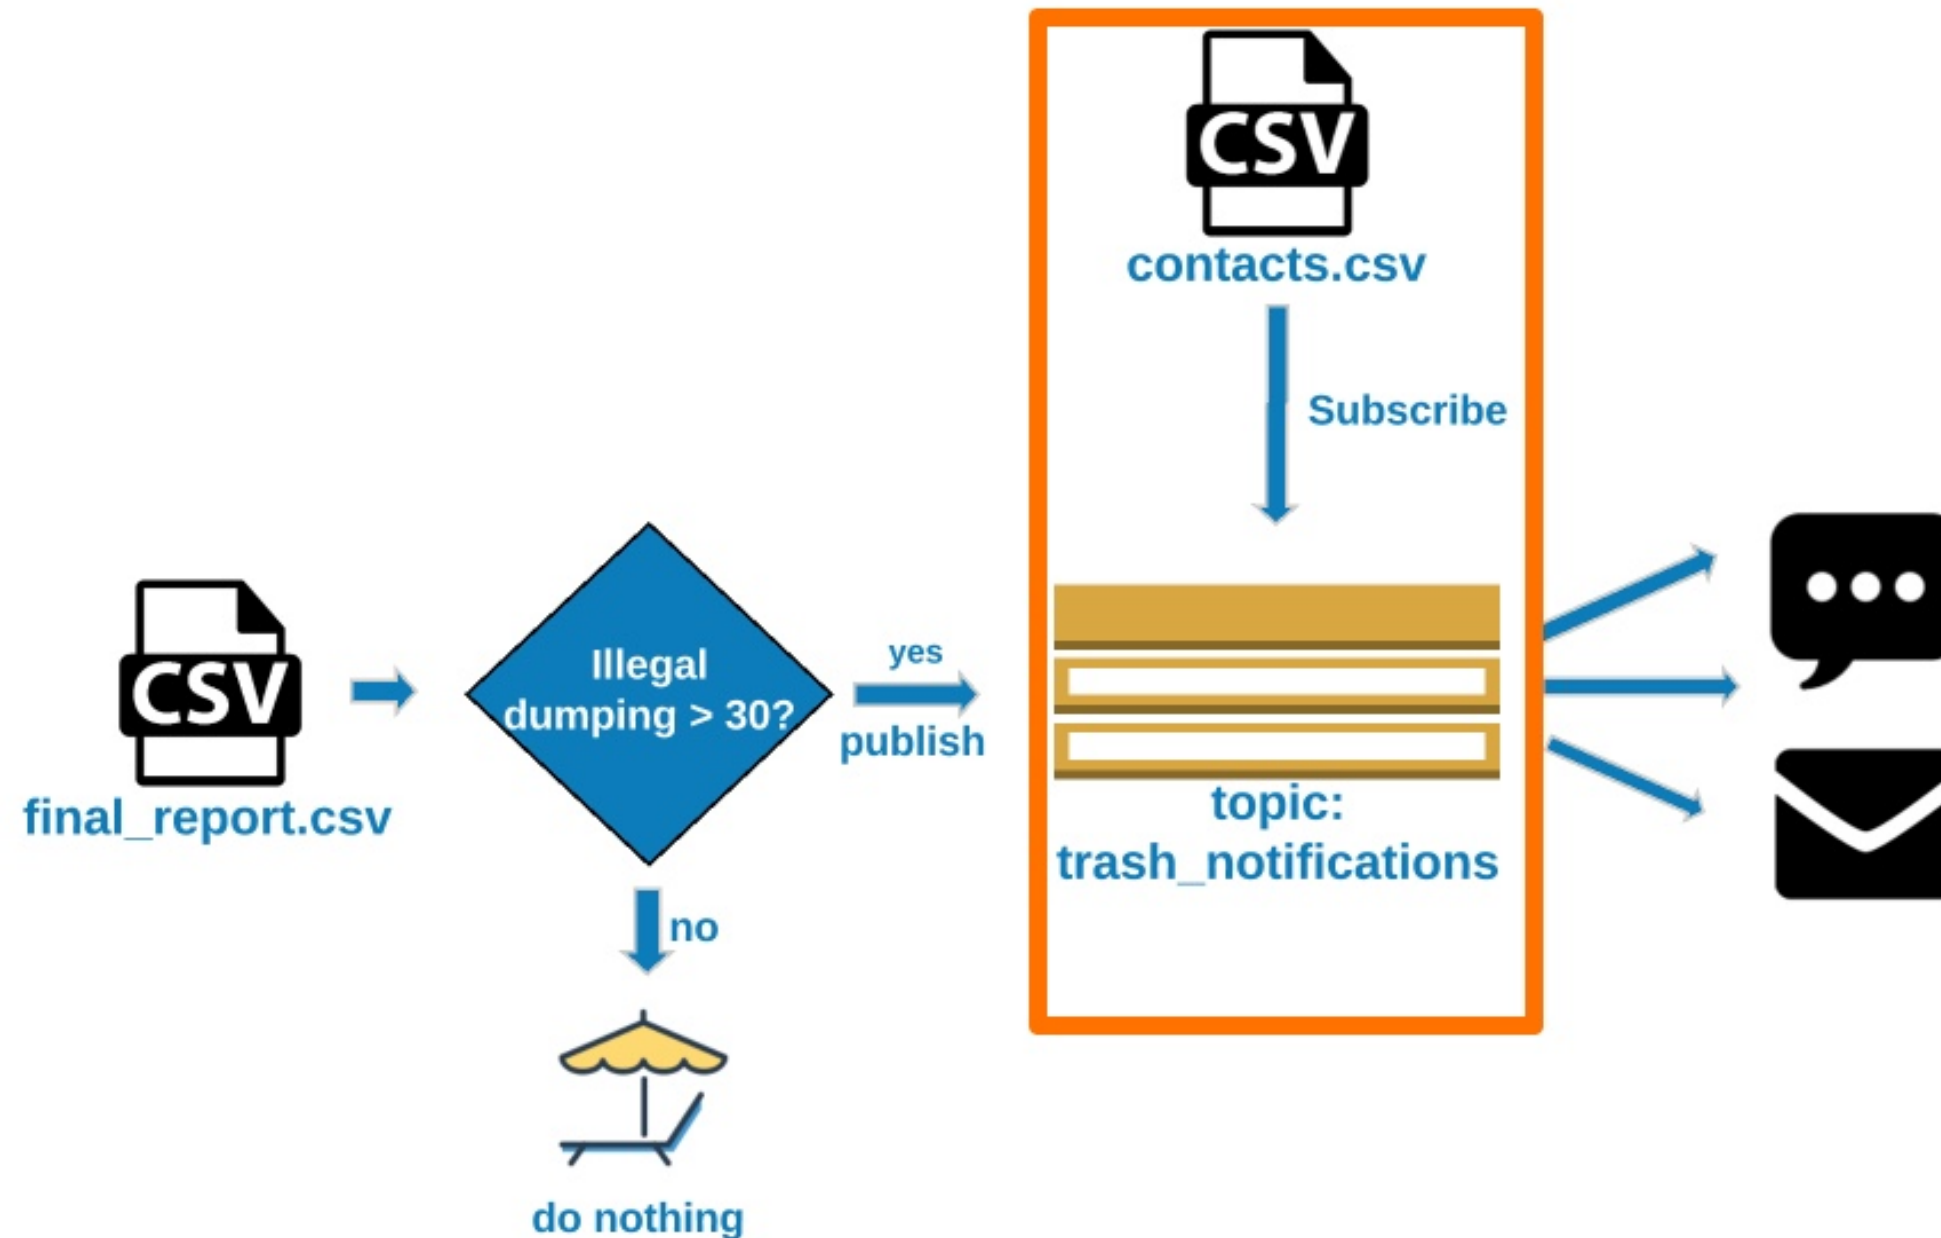 CSV
contacts.csv
Subscribe
CSV
final_report.csv
Illegal
dumping > 30?
yes
publish
topic:
trash_notifications
no
do nothing